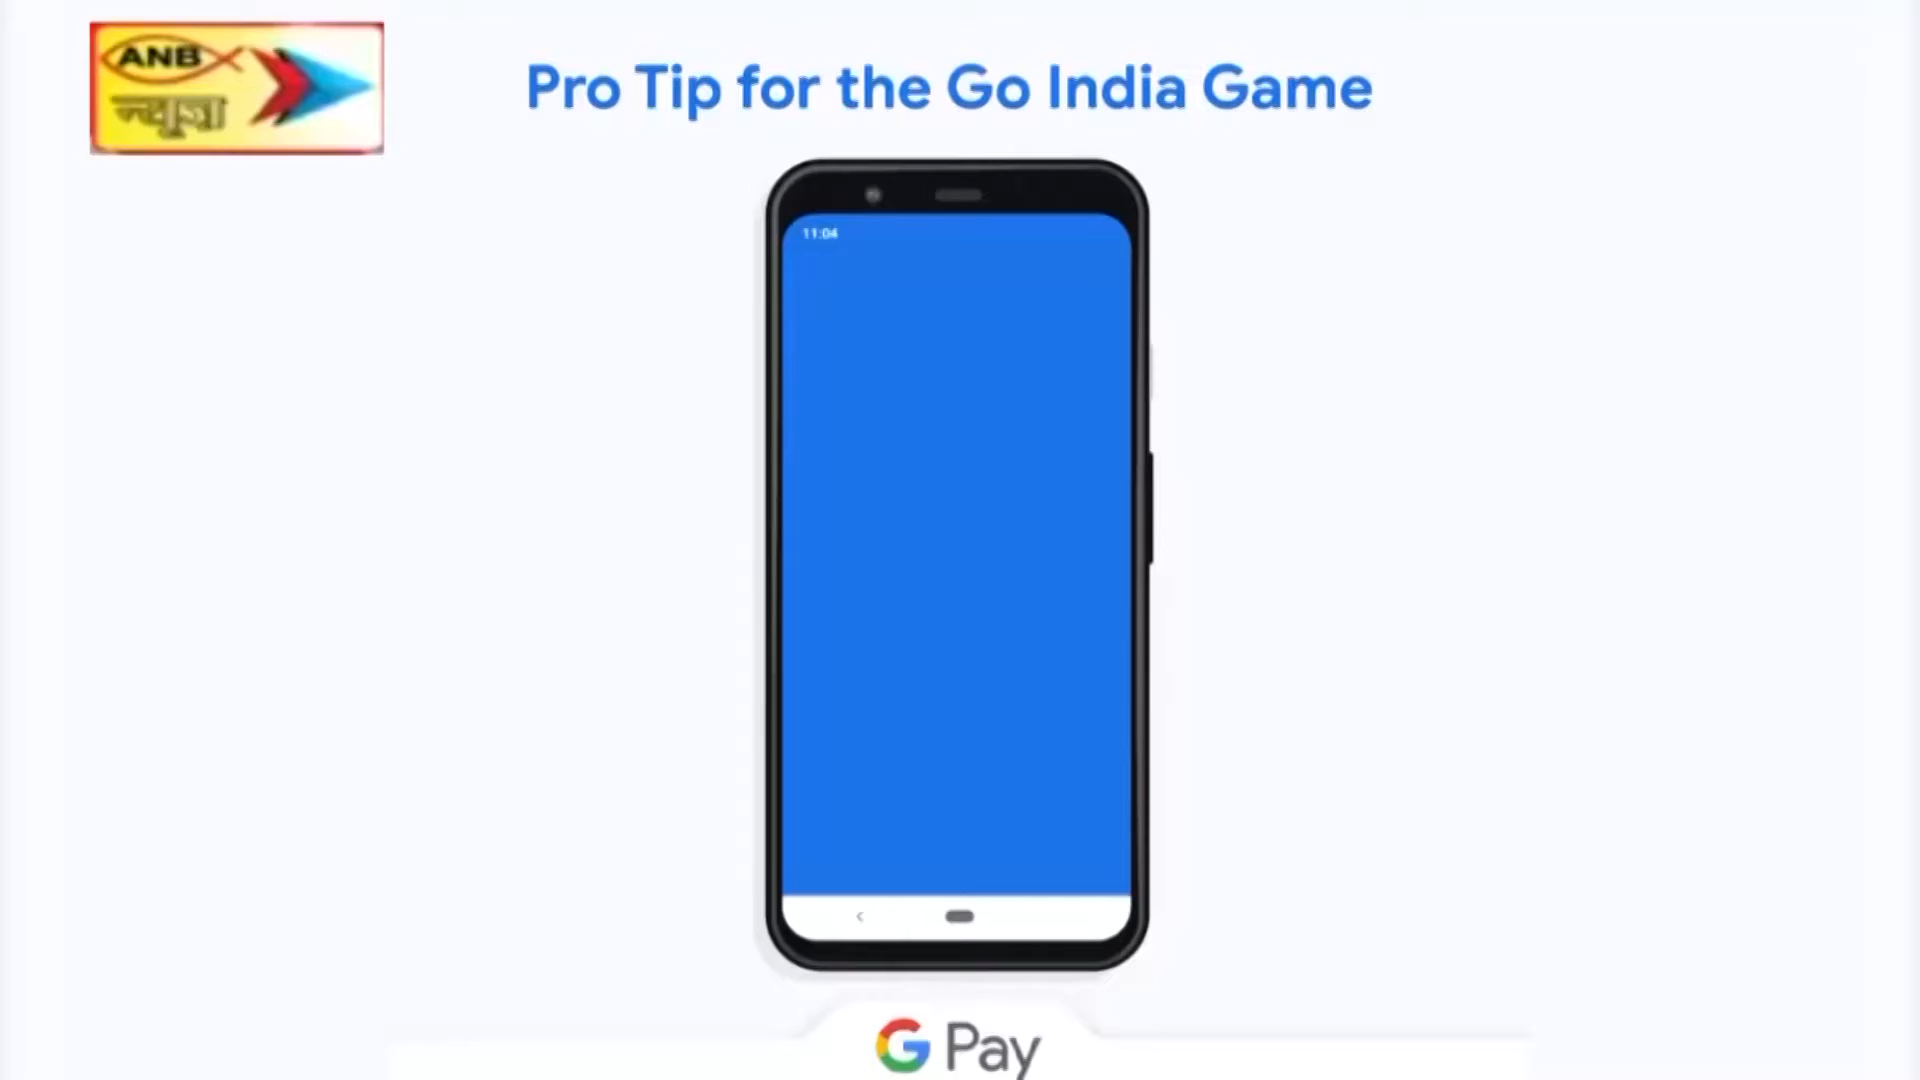 ANB
न्यूज़
Pro Tip for the Go India Game
11:04
G Pay